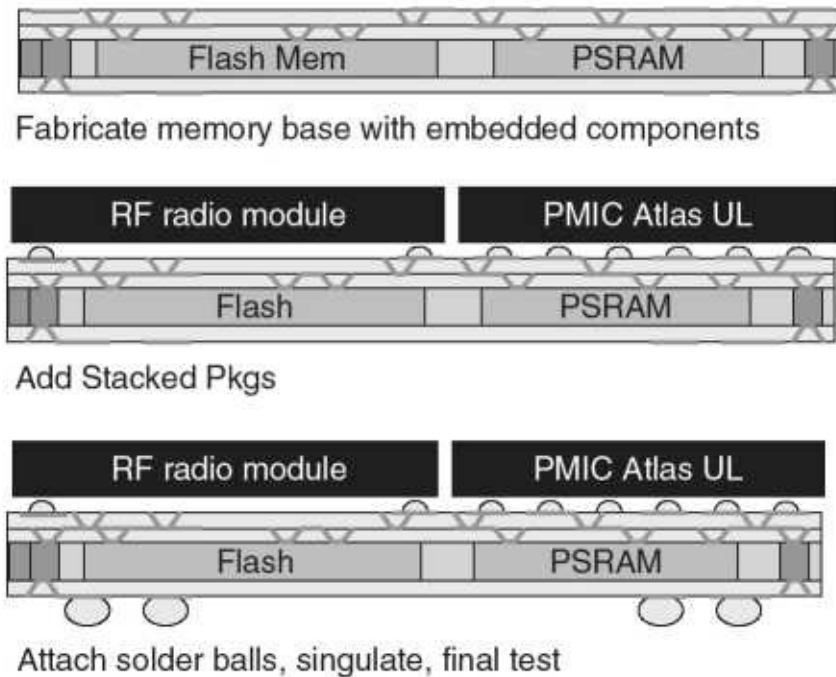 Flash Mem PSRAM
Fabricate memory base with embedded components
RF radio module PMIC Atlas UL
Flash PSRAM
Add Stacked Pkgs
RF radio module PMIC Atlas UL
Flash PSRAM
Attach solder balls, singulate, final test